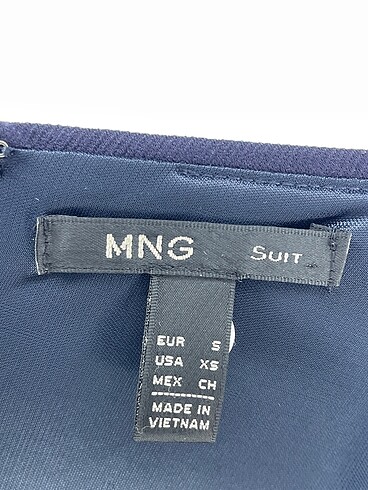 MNG SUIT
EUR S
USA XS
MEX CH
MADE IN
VIETNAM